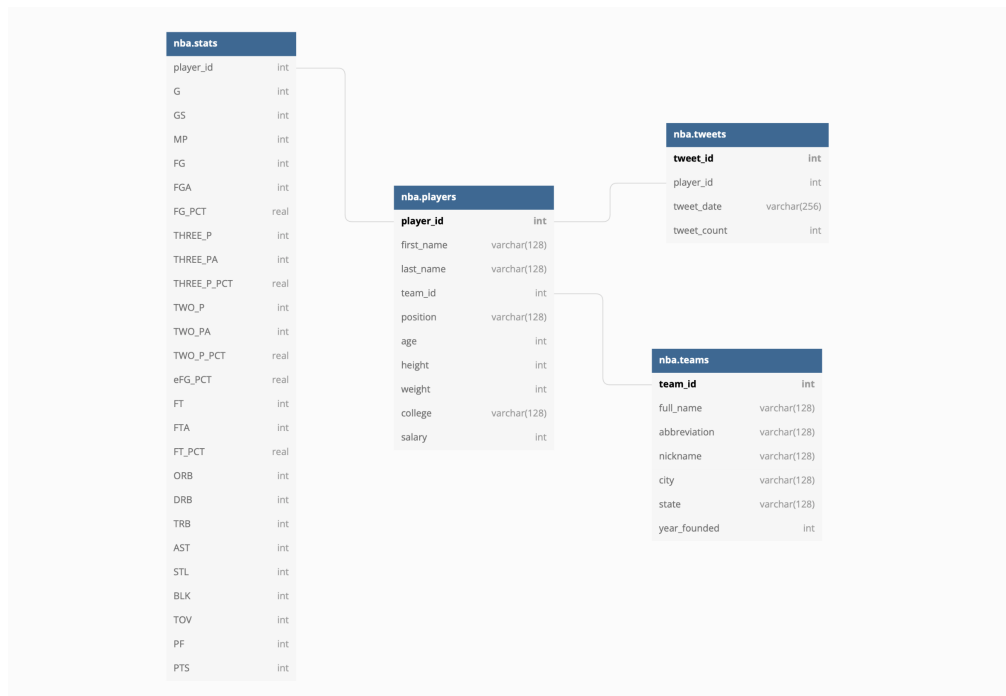 nba.stats
player_id int
G int
GS int
MP int
FG int
FGA int
FG_PCT real
THREE_P int
THREE_PA int
THREE_P_PCT real
TWO_P int
TWO_PA int
TWO_P_PCT real
eFG_PCT real
FT int
FTA int
FT_PCT real
ORB int
DRB int
TRB int
AST int
STL int
BLK int
TOV int
PF int
PTS int
nba.players
player_id int
first_name varchar(128)
last_name varchar(128)
team_id int
position varchar(128)
age int
height int
weight int
college varchar(128)
salary int
nba.tweets
tweet_id int
player_id int
tweet_date varchar(256)
tweet_count int
nba.teams
team_id int
full_name varchar(128)
abbreviation varchar(128)
nickname varchar(128)
city varchar(128)
state varchar(128)
year_founded int